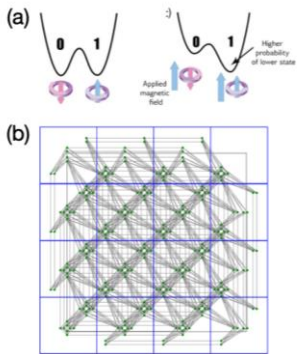 (a)
0 1
:)
0 1
Higher
probability
of lower state
Applied
magnetic
field
(b)